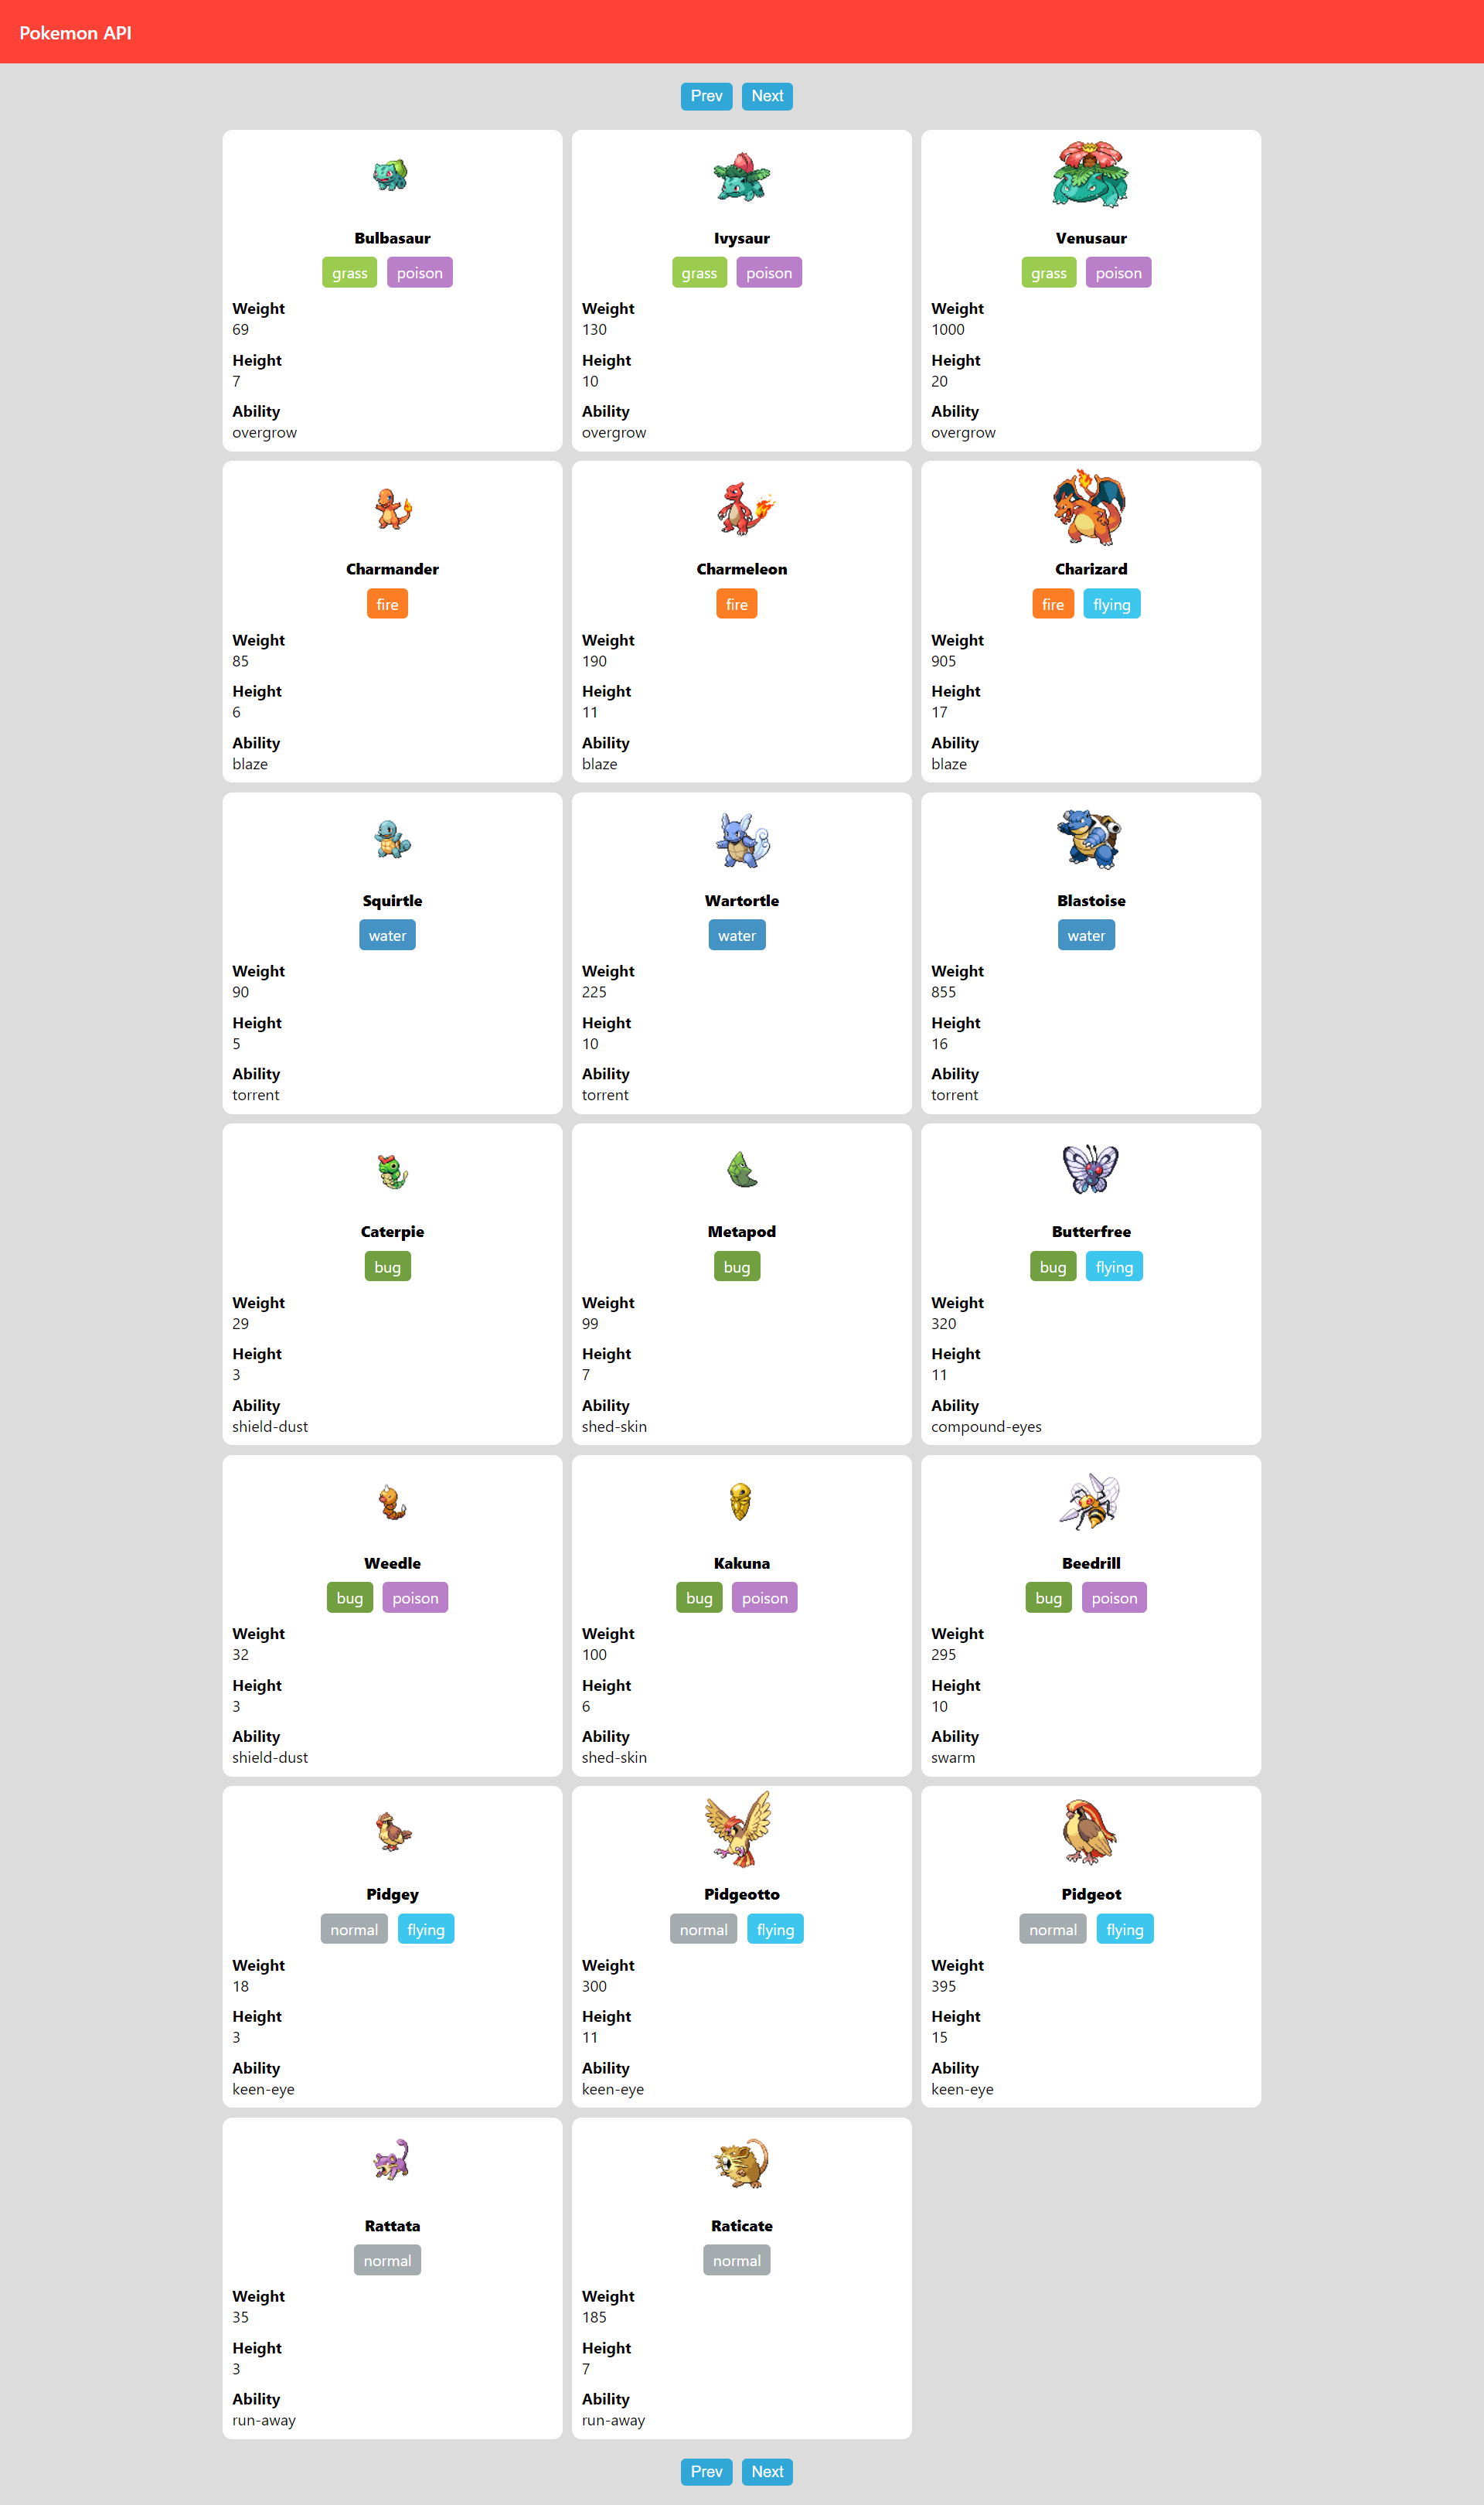 Pokemon API
Prev Next
Bulbasaur
grass poison
Weight
69
Height
7
Ability
overgrow
Ivysaur
grass poison
Weight
130
Height
10
Ability
overgrow
Venusaur
grass poison
Weight
1000
Height
20
Ability
overgrow
Charmander
fire
Weight
85
Height
6
Ability
blaze
Charmeleon
fire
Weight
190
Height
11
Ability
blaze
Charizard
fire flying
Weight
905
Height
17
Ability
blaze
Squirtle
water
Weight
90
Height
5
Ability
torrent
Wartortle
water
Weight
225
Height
10
Ability
torrent
Blastoise
water
Weight
855
Height
16
Ability
torrent
Caterpie
bug
Weight
29
Height
3
Ability
shield-dust
Metapod
bug
Weight
99
Height
7
Ability
shed-skin
Butterfree
bug flying
Weight
320
Height
11
Ability
compound-eyes
Weedle
bug poison
Weight
32
Height
3
Ability
shield-dust
Kakuna
bug poison
Weight
100
Height
6
Ability
shed-skin
Beedrill
bug poison
Weight
295
Height
10
Ability
swarm
Pidgey
normal flying
Weight
18
Height
3
Ability
keen-eye
Pidgeotto
normal flying
Weight
300
Height
11
Ability
keen-eye
Pidgeot
normal flying
Weight
395
Height
15
Ability
keen-eye
Rattata
normal
Weight
35
Height
3
Ability
run-away
Raticate
normal
Weight
185
Height
7
Ability
run-away
Prev Next